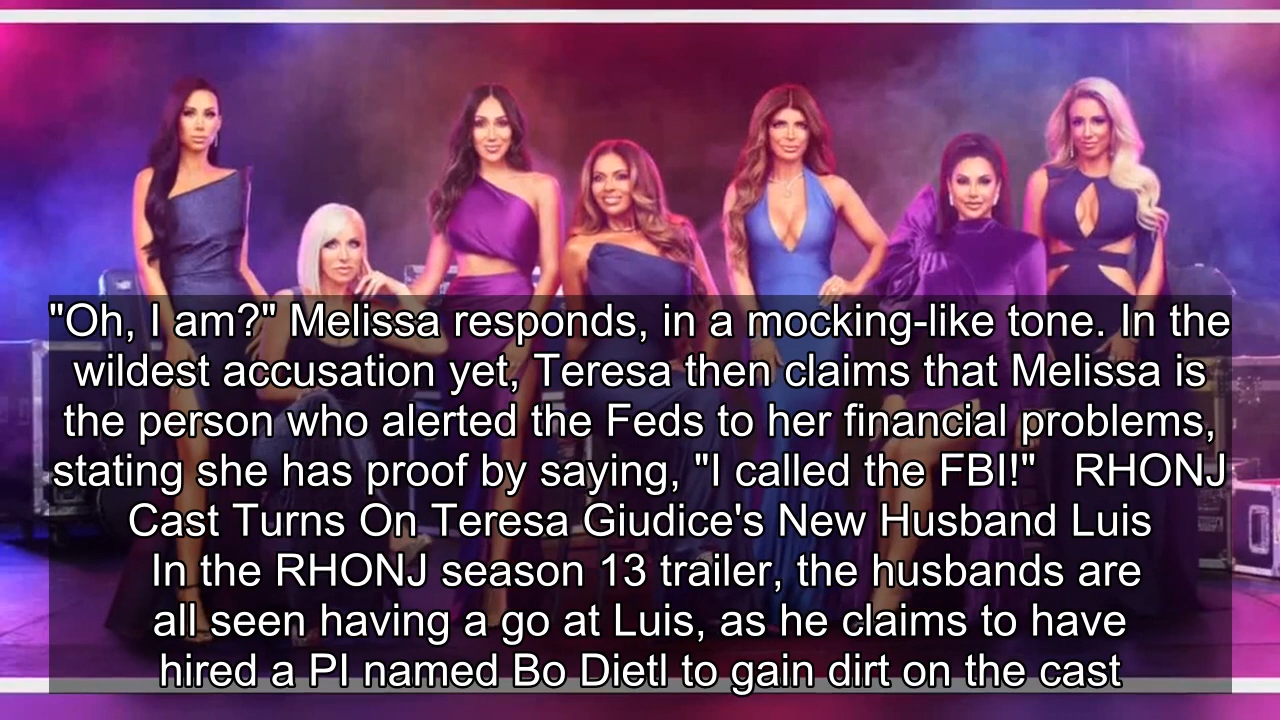 "Oh, I am?" Melissa responds, in a mocking-like tone. In the
wildest accusation yet, Teresa then claims that Melissa is
the person who alerted the Feds to her financial problems,
stating she has proof by saying, "I called the FBI!"   RHONJ
Cast Turns On Teresa Giudice's New Husband Luis
In the RHONJ season 13 trailer, the husbands are
all seen having a go at Luis, as he claims to have
hired a PI named Bo Dietl to gain dirt on the cast